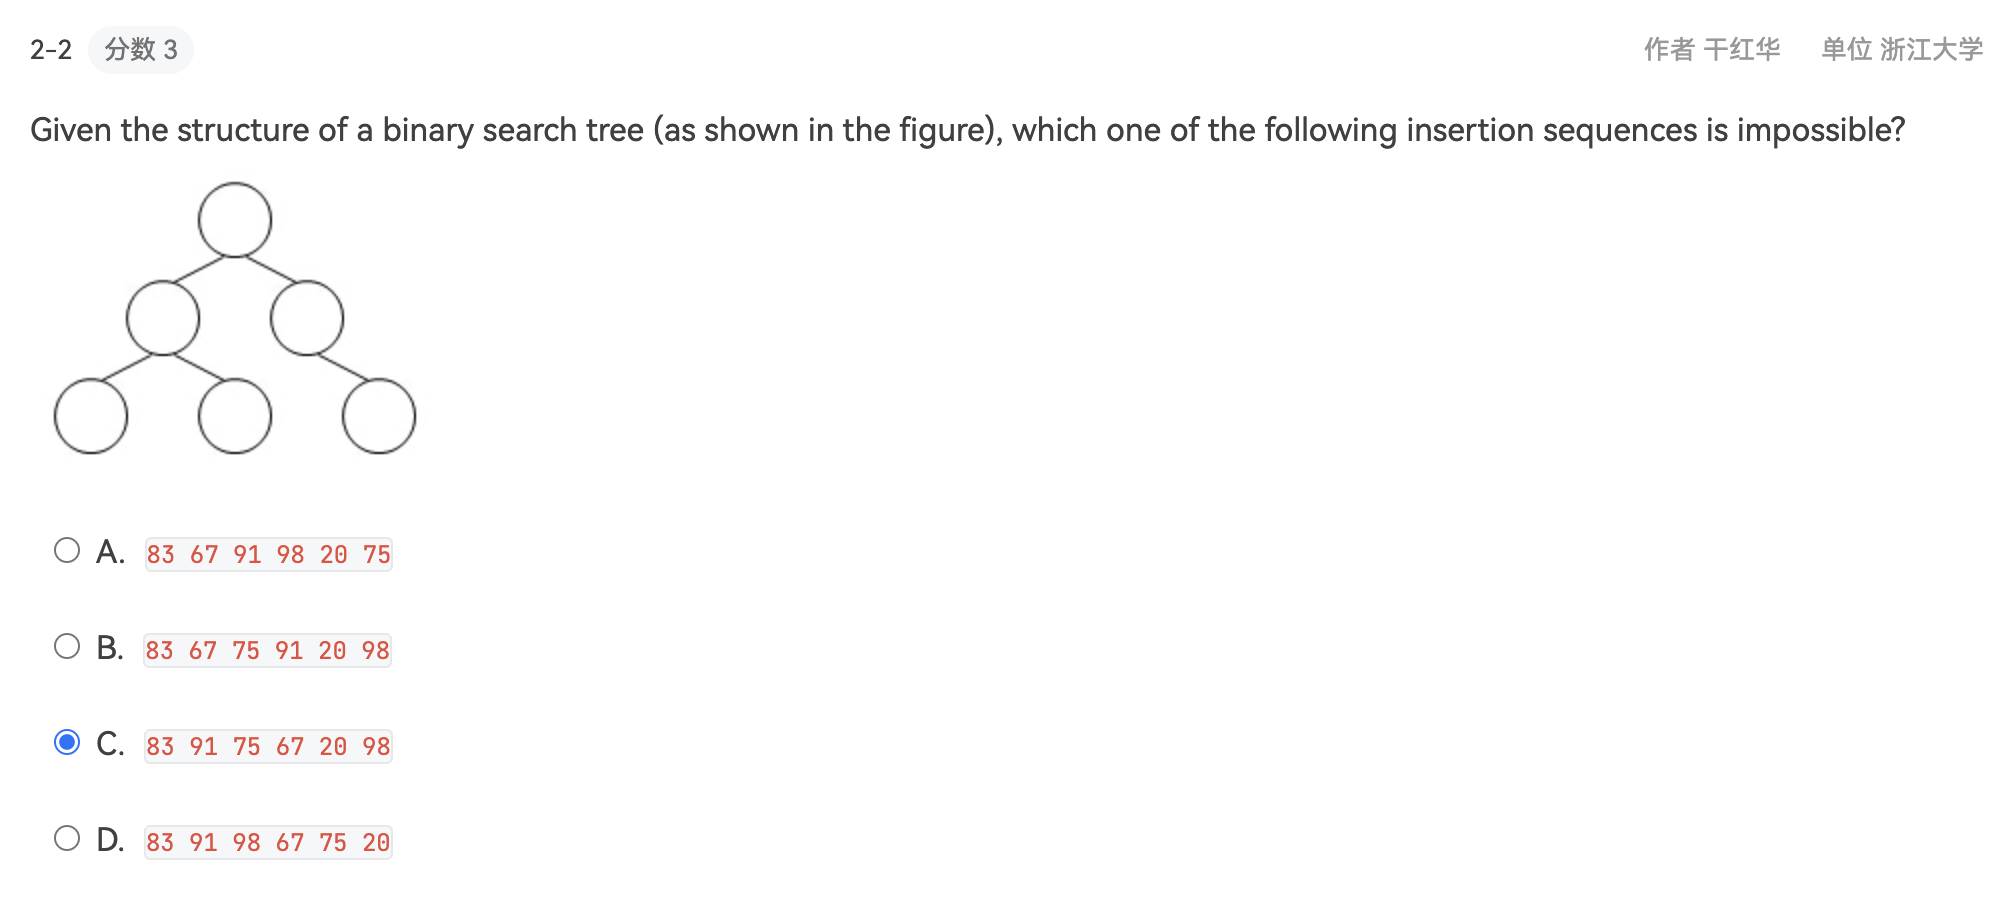 2-2 分数 3 作者 干红华 单位 浙江大学
Given the structure of a binary search tree (as shown in the figure), which one of the following insertion sequences is impossible?
A. 83 67 91 98 20 75
B. 83 67 75 91 20 98
C. 83 91 75 67 20 98
D. 83 91 98 67 75 20